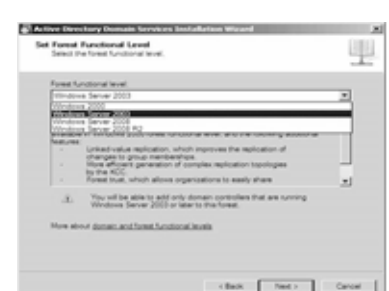 Active Directory Domain Services Installation Wizard
Set Forest Functional Level
Select the forest functional level.
Forest functional level:
Windows Server 2003
Windows 2000
Windows Server 2003
Windows Server 2008
Windows Server 2008 R2
features:
- Linked-value replication, which improves the replication of
changes to group memberships.
- More efficient generation of complex replication topologies
by the KCC.
- Forest trust, which allows organizations to easily share
You will be able to add only domain controllers that are running
Windows Server 2003 or later to this forest.
More about domain and forest functional levels
< Back
Next >
Cancel